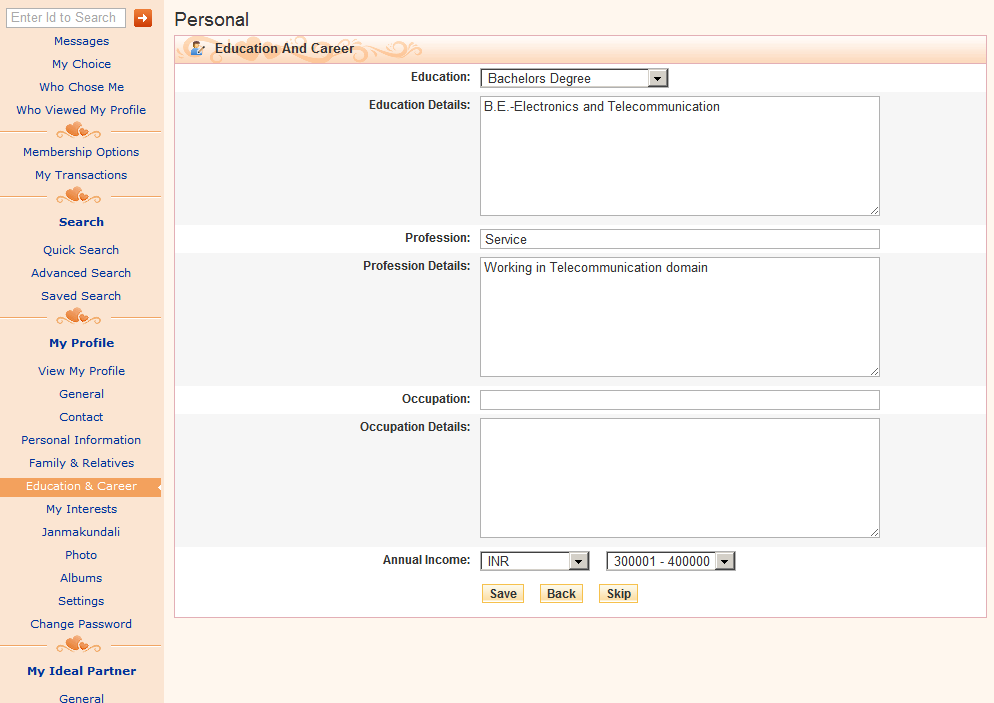 Enter Id to Search
Messages
My Choice
Who Chose Me
Who Viewed My Profile
Membership Options
My Transactions
Search
Quick Search
Advanced Search
Saved Search
My Profile
View My Profile
General
Contact
Personal Information
Family & Relatives
Education & Career
My Interests
Janmakundali
Photo
Albums
Settings
Change Password
My Ideal Partner
General
Personal
Education And Career
Education: Bachelors Degree
Education Details: B.E.-Electronics and Telecommunication
Profession: Service
Profession Details: Working in Telecommunication domain
Occupation:
Occupation Details:
Annual Income: INR 300001 - 400000
Save Back Skip